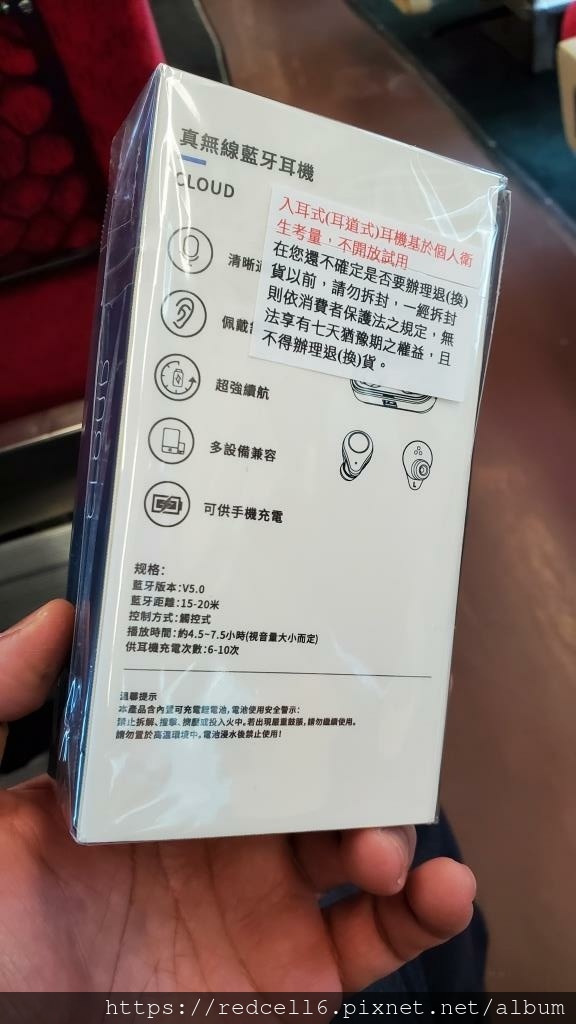 真無線藍牙耳機
CLOUD
入耳式(耳道式)耳機基於個人衛
生考量，不開放試用
在您還不確定是否要辦理退(換)
貨以前，請勿拆封，一經拆封
則依消費者保護法之規定，無
法享有七天猶豫期之權益，且
不得辦理退(換)貨。
清晰
佩戴
超強續航
多設備兼容
可供手機充電
L
规格：
藍牙版本：V5.0
藍牙距離：15-20米
控制方式：觸控式
播放時間：約4.5~7.5小時(視音量大小而定)
供耳機充電次數：6-10次
溫馨提示
本產品含內置可充電鋰電池，電池使用安全警示：
禁止拆解、撞擊、擠壓或投入火中。若出現嚴重鼓脹，請勿繼續使用。
請勿置於高溫環境中。電池浸水後禁止使用！
https://redcell6.pixnet.net/album